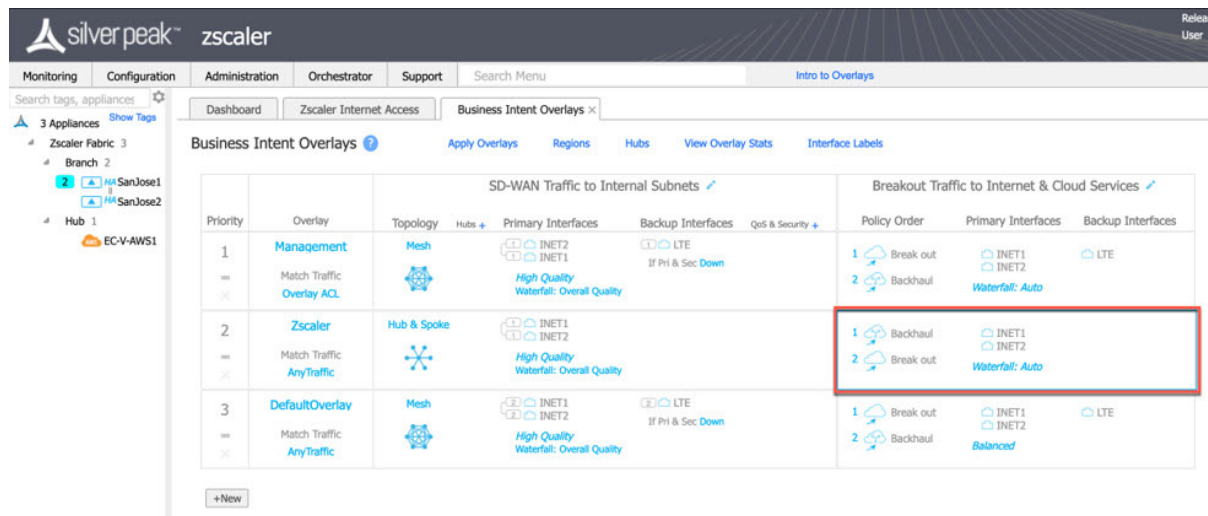 silver peak™ zscaler
Relea
User
Monitoring Configuration Administration Orchestrator Support Search Menu Intro to Overlays
Search tags, appliances
Show Tags
3 Appliances
Zscaler Fabric 3
Branch 2
2 HA SanJose1
HA SanJose2
Hub 1
aws EC-V-AWS1
Dashboard Zscaler Internet Access Business Intent Overlays ×
Business Intent Overlays ? Apply Overlays Regions Hubs View Overlay Stats Interface Labels
SD-WAN Traffic to Internal Subnets Breakout Traffic to Internet & Cloud Services
Priority Overlay Topology Hubs + Primary Interfaces Backup Interfaces QoS & Security + Policy Order Primary Interfaces Backup Interfaces
1 Management Mesh 1 INET2 1 LTE 1 Break out INET1 LTE
1 INET1 If Pri & Sec Down INET2
Match Traffic High Quality 2 Backhaul Waterfall: Auto
Overlay ACL Waterfall: Overall Quality
2 Zscaler Hub & Spoke 1 INET1 1 Backhaul INET1
1 INET2 INET2
Match Traffic High Quality 2 Break out Waterfall: Auto
AnyTraffic Waterfall: Overall Quality
3 DefaultOverlay Mesh 2 INET1 2 LTE 1 Break out INET1 LTE
2 INET2 If Pri & Sec Down INET2
Match Traffic High Quality 2 Backhaul Balanced
AnyTraffic Waterfall: Overall Quality
+New